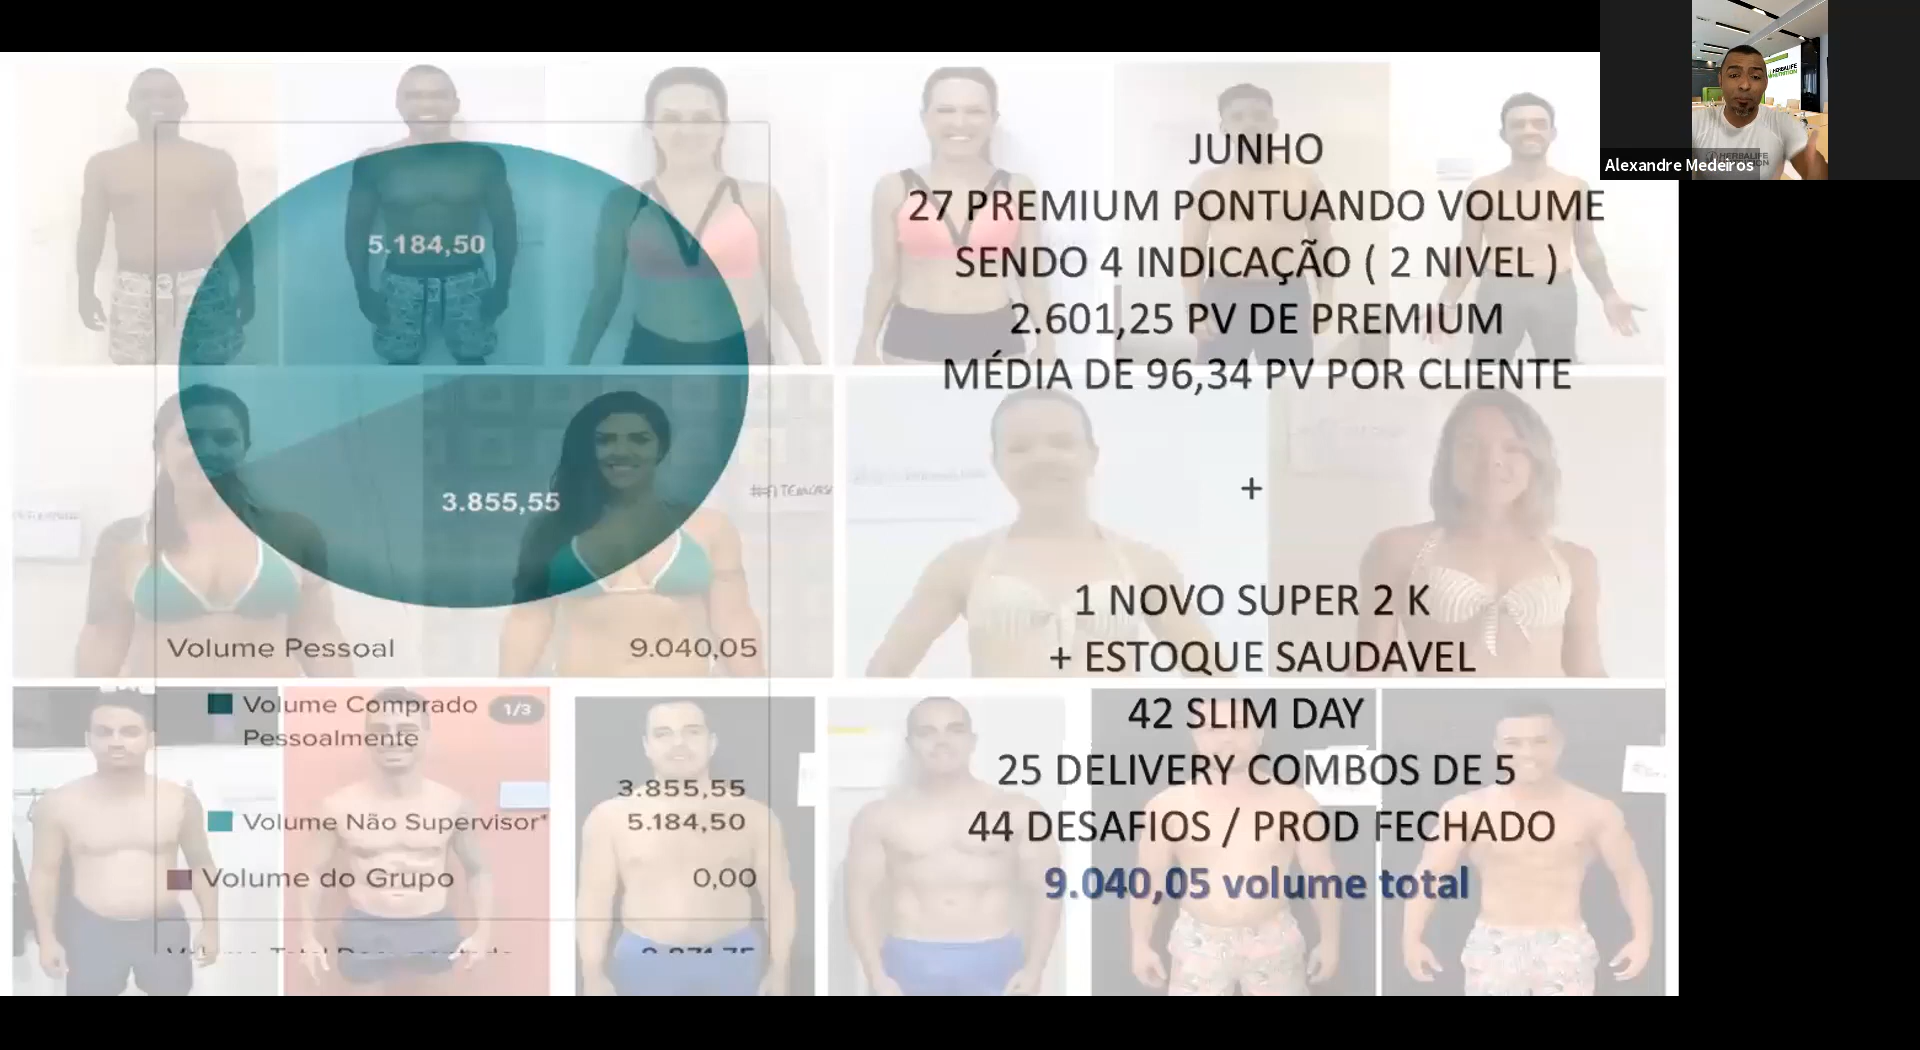 5.184,50
3.855,55
Volume Pessoal 9.040,05
Volume Comprado 1/3
Pessoalmente
3.855,55
Volume Não Supervisor* 5.184,50
Volume do Grupo 0,00
JUNHO
27 PREMIUM PONTUANDO VOLUME
SENDO 4 INDICAÇÃO ( 2 NIVEL )
2.601,25 PV DE PREMIUM
MÉDIA DE 96,34 PV POR CLIENTE
+
1 NOVO SUPER 2 K
+ ESTOQUE SAUDAVEL
42 SLIM DAY
25 DELIVERY COMBOS DE 5
44 DESAFIOS / PROD FECHADO
9.040,05 volume total
HERBALIFE
NUTRITION
Alexandre Medeiros
HERBALIFE